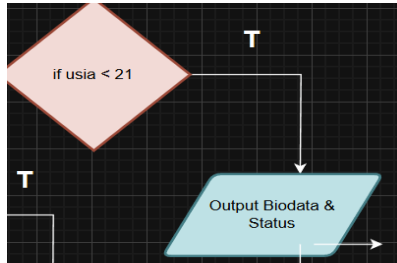 T
if usia < 21
T
Output Biodata &
Status